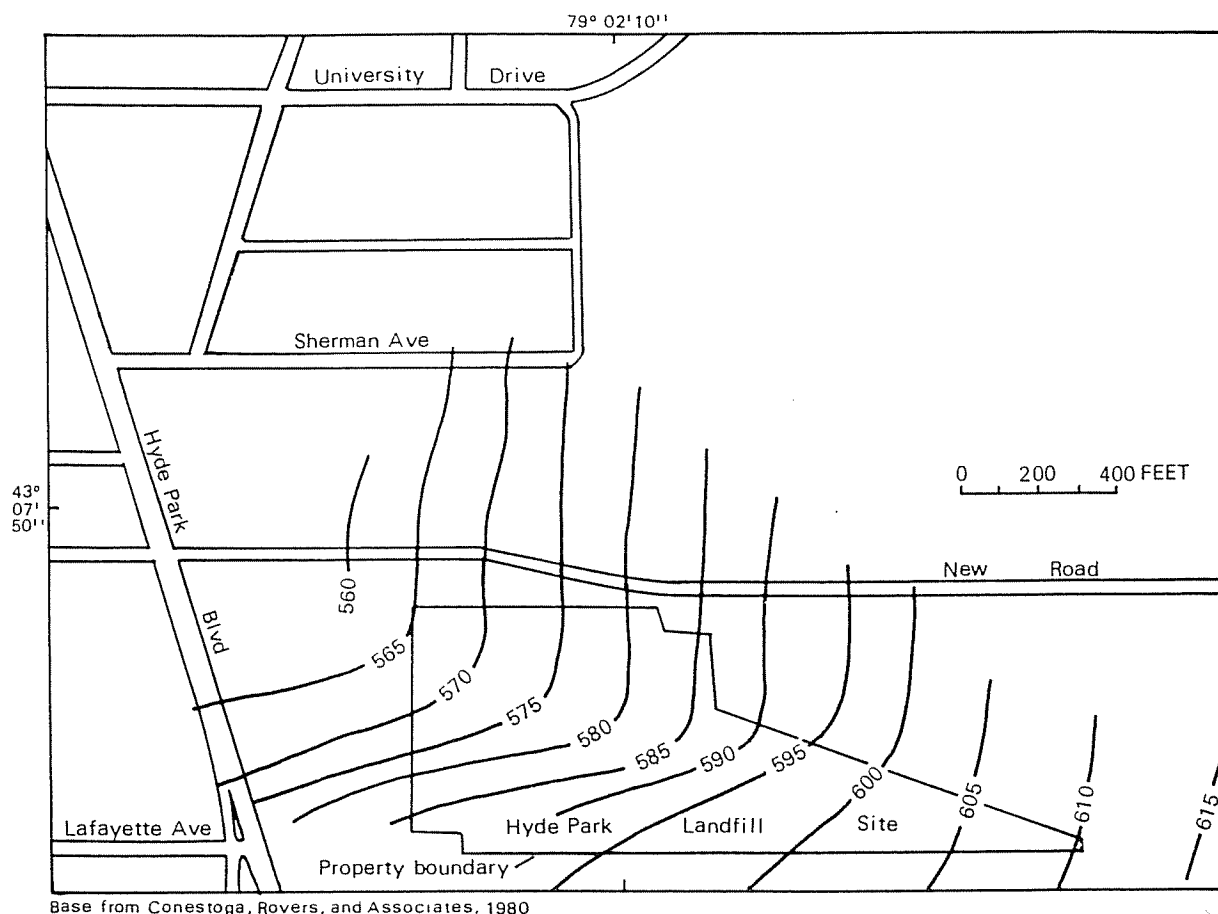 79° 02'10''
University Drive
Sherman Ave
Hyde Park
Blvd
43°
07'
50''
0 200 400 FEET
New Road
560
565
570
575
580
585
590
595
600
605
610
615
Lafayette Ave
Hyde Park Landfill Site
Property boundary
Base from Conestoga, Rovers, and Associates, 1980